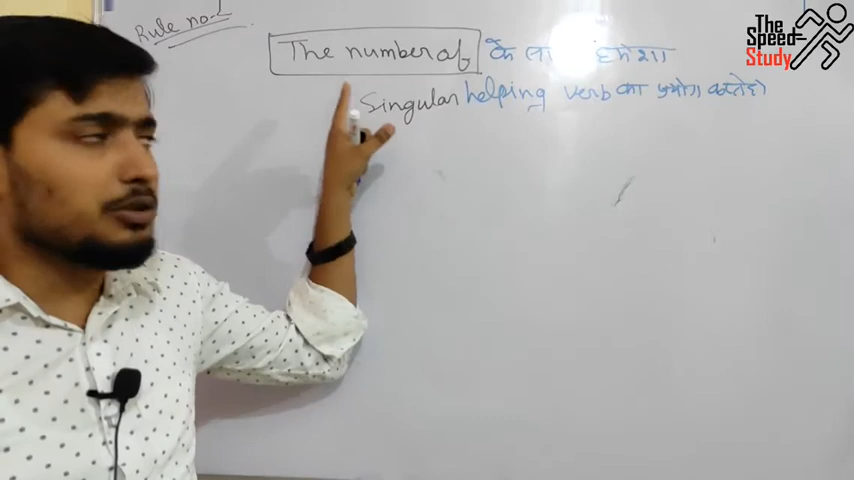 Rule no. 1
The number of के सा हमेशा
Singular helping verb का प्रयोग करते है
The
Speed
Study